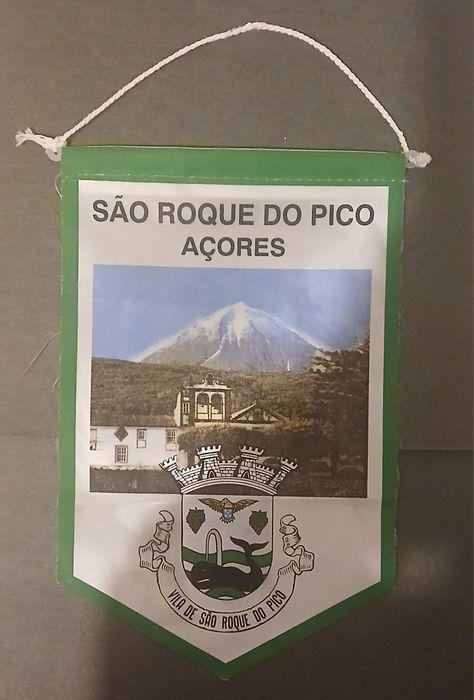 SÃO ROQUE DO PICO
AÇORES
VILA DE SÃO ROQUE DO PICO